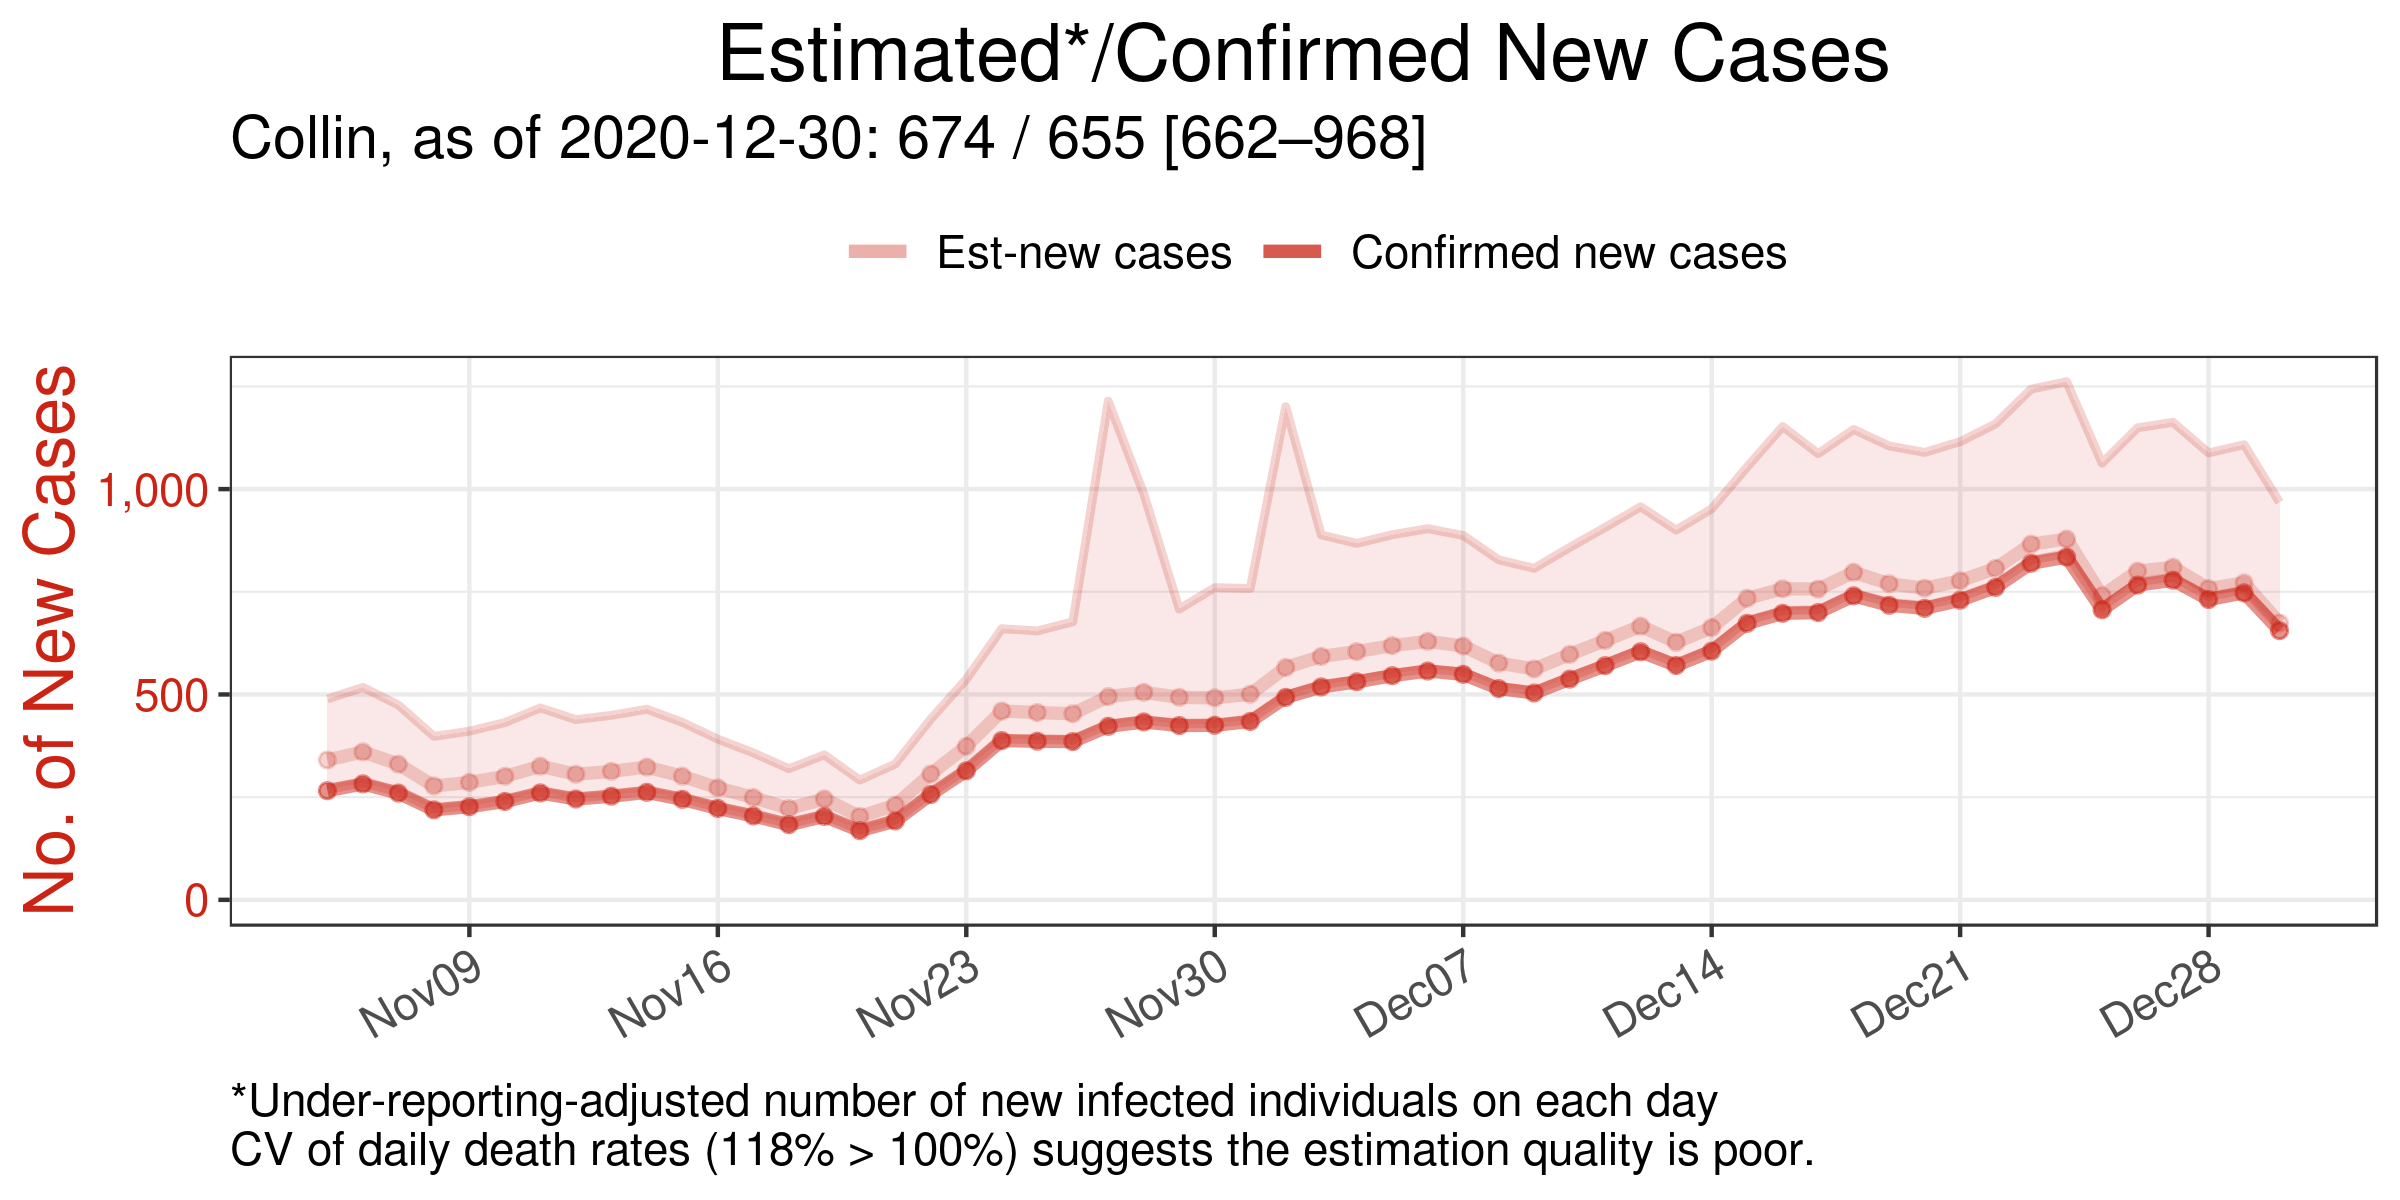 Estimated*/Confirmed New Cases
Collin, as of 2020-12-30: 674 / 655 [662–968]
Est-new cases
Confirmed new cases
No. of New Cases
1,000
500
0
Nov09
Nov16
Nov23
Nov30
Dec07
Dec14
Dec21
Dec28
*Under-reporting-adjusted number of new infected individuals on each day
CV of daily death rates (118% > 100%) suggests the estimation quality is poor.